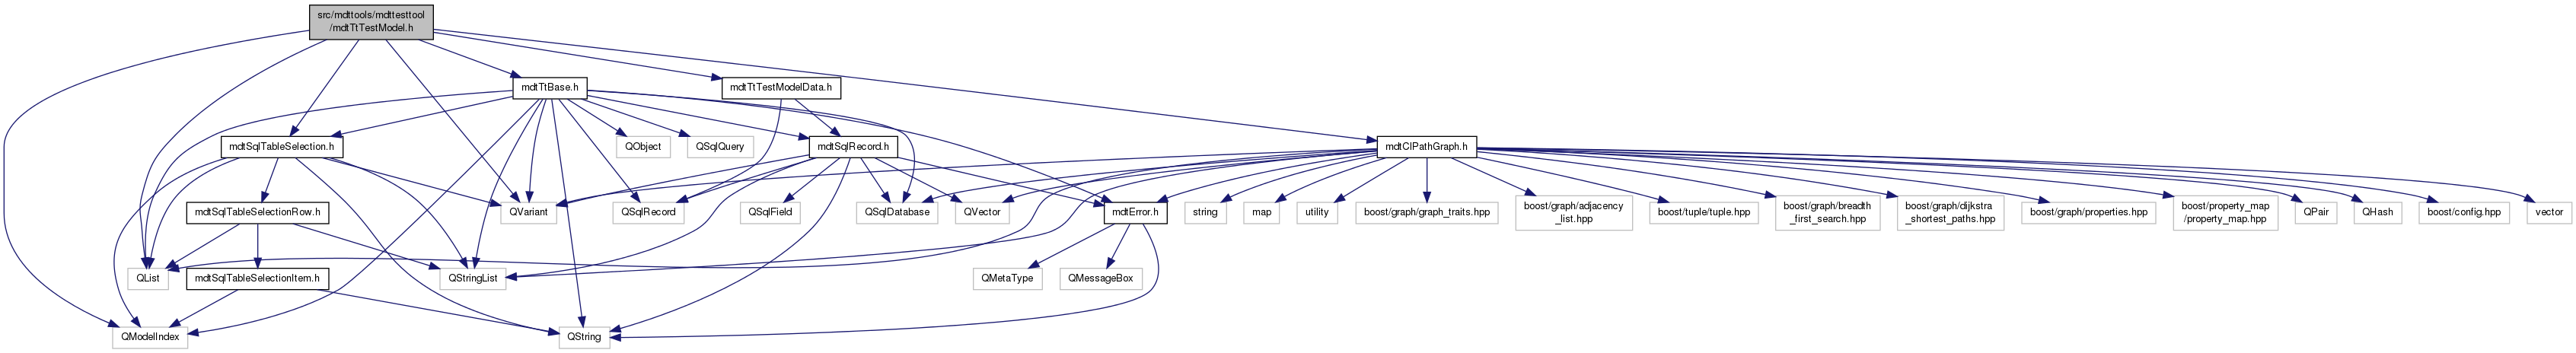 src/mdttools/mdttesttool
/mdtTtTestModel.h
mdtTtBase.h
mdtTtTestModelData.h
mdtSqlTableSelection.h
QObject
QSqlQuery
mdtSqlRecord.h
mdtClPathGraph.h
mdtSqlTableSelectionRow.h
QVariant
QSqlRecord
QSqlField
QSqlDatabase
QVector
mdtError.h
string
map
utility
boost/graph/graph_traits.hpp
boost/graph/adjacency
_list.hpp
boost/tuple/tuple.hpp
boost/graph/breadth
_first_search.hpp
boost/graph/dijkstra
_shortest_paths.hpp
boost/graph/properties.hpp
boost/property_map
/property_map.hpp
QPair
QHash
boost/config.hpp
vector
QList
mdtSqlTableSelectionItem.h
QStringList
QMetaType
QMessageBox
QModelIndex
QString